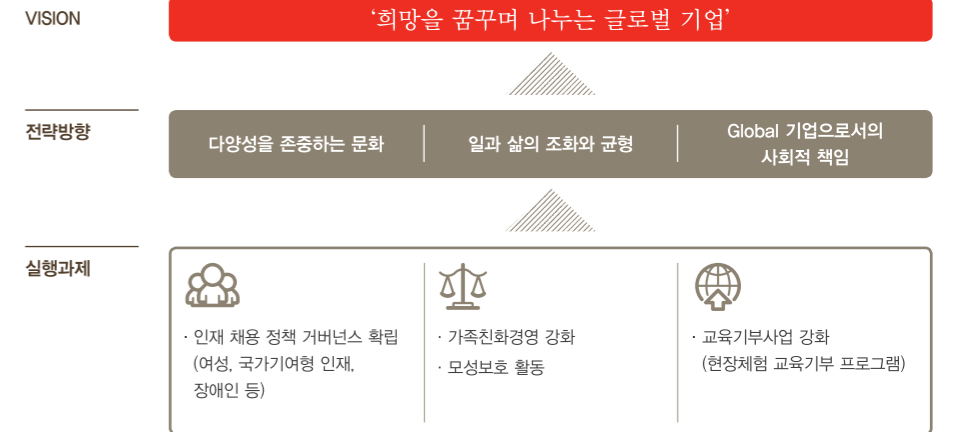 VISION
‘희망을 꿈꾸며 나누는 글로벌 기업’
전략방향
다양성을 존중하는 문화
일과 삶의 조화와 균형
Global 기업으로서의
사회적 책임
실행과제
· 인재 채용 정책 거버넌스 확립
(여성, 국가기여형 인재,
장애인 등)
· 가족친화경영 강화
· 모성보호 활동
· 교육기부사업 강화
(현장체험 교육기부 프로그램)